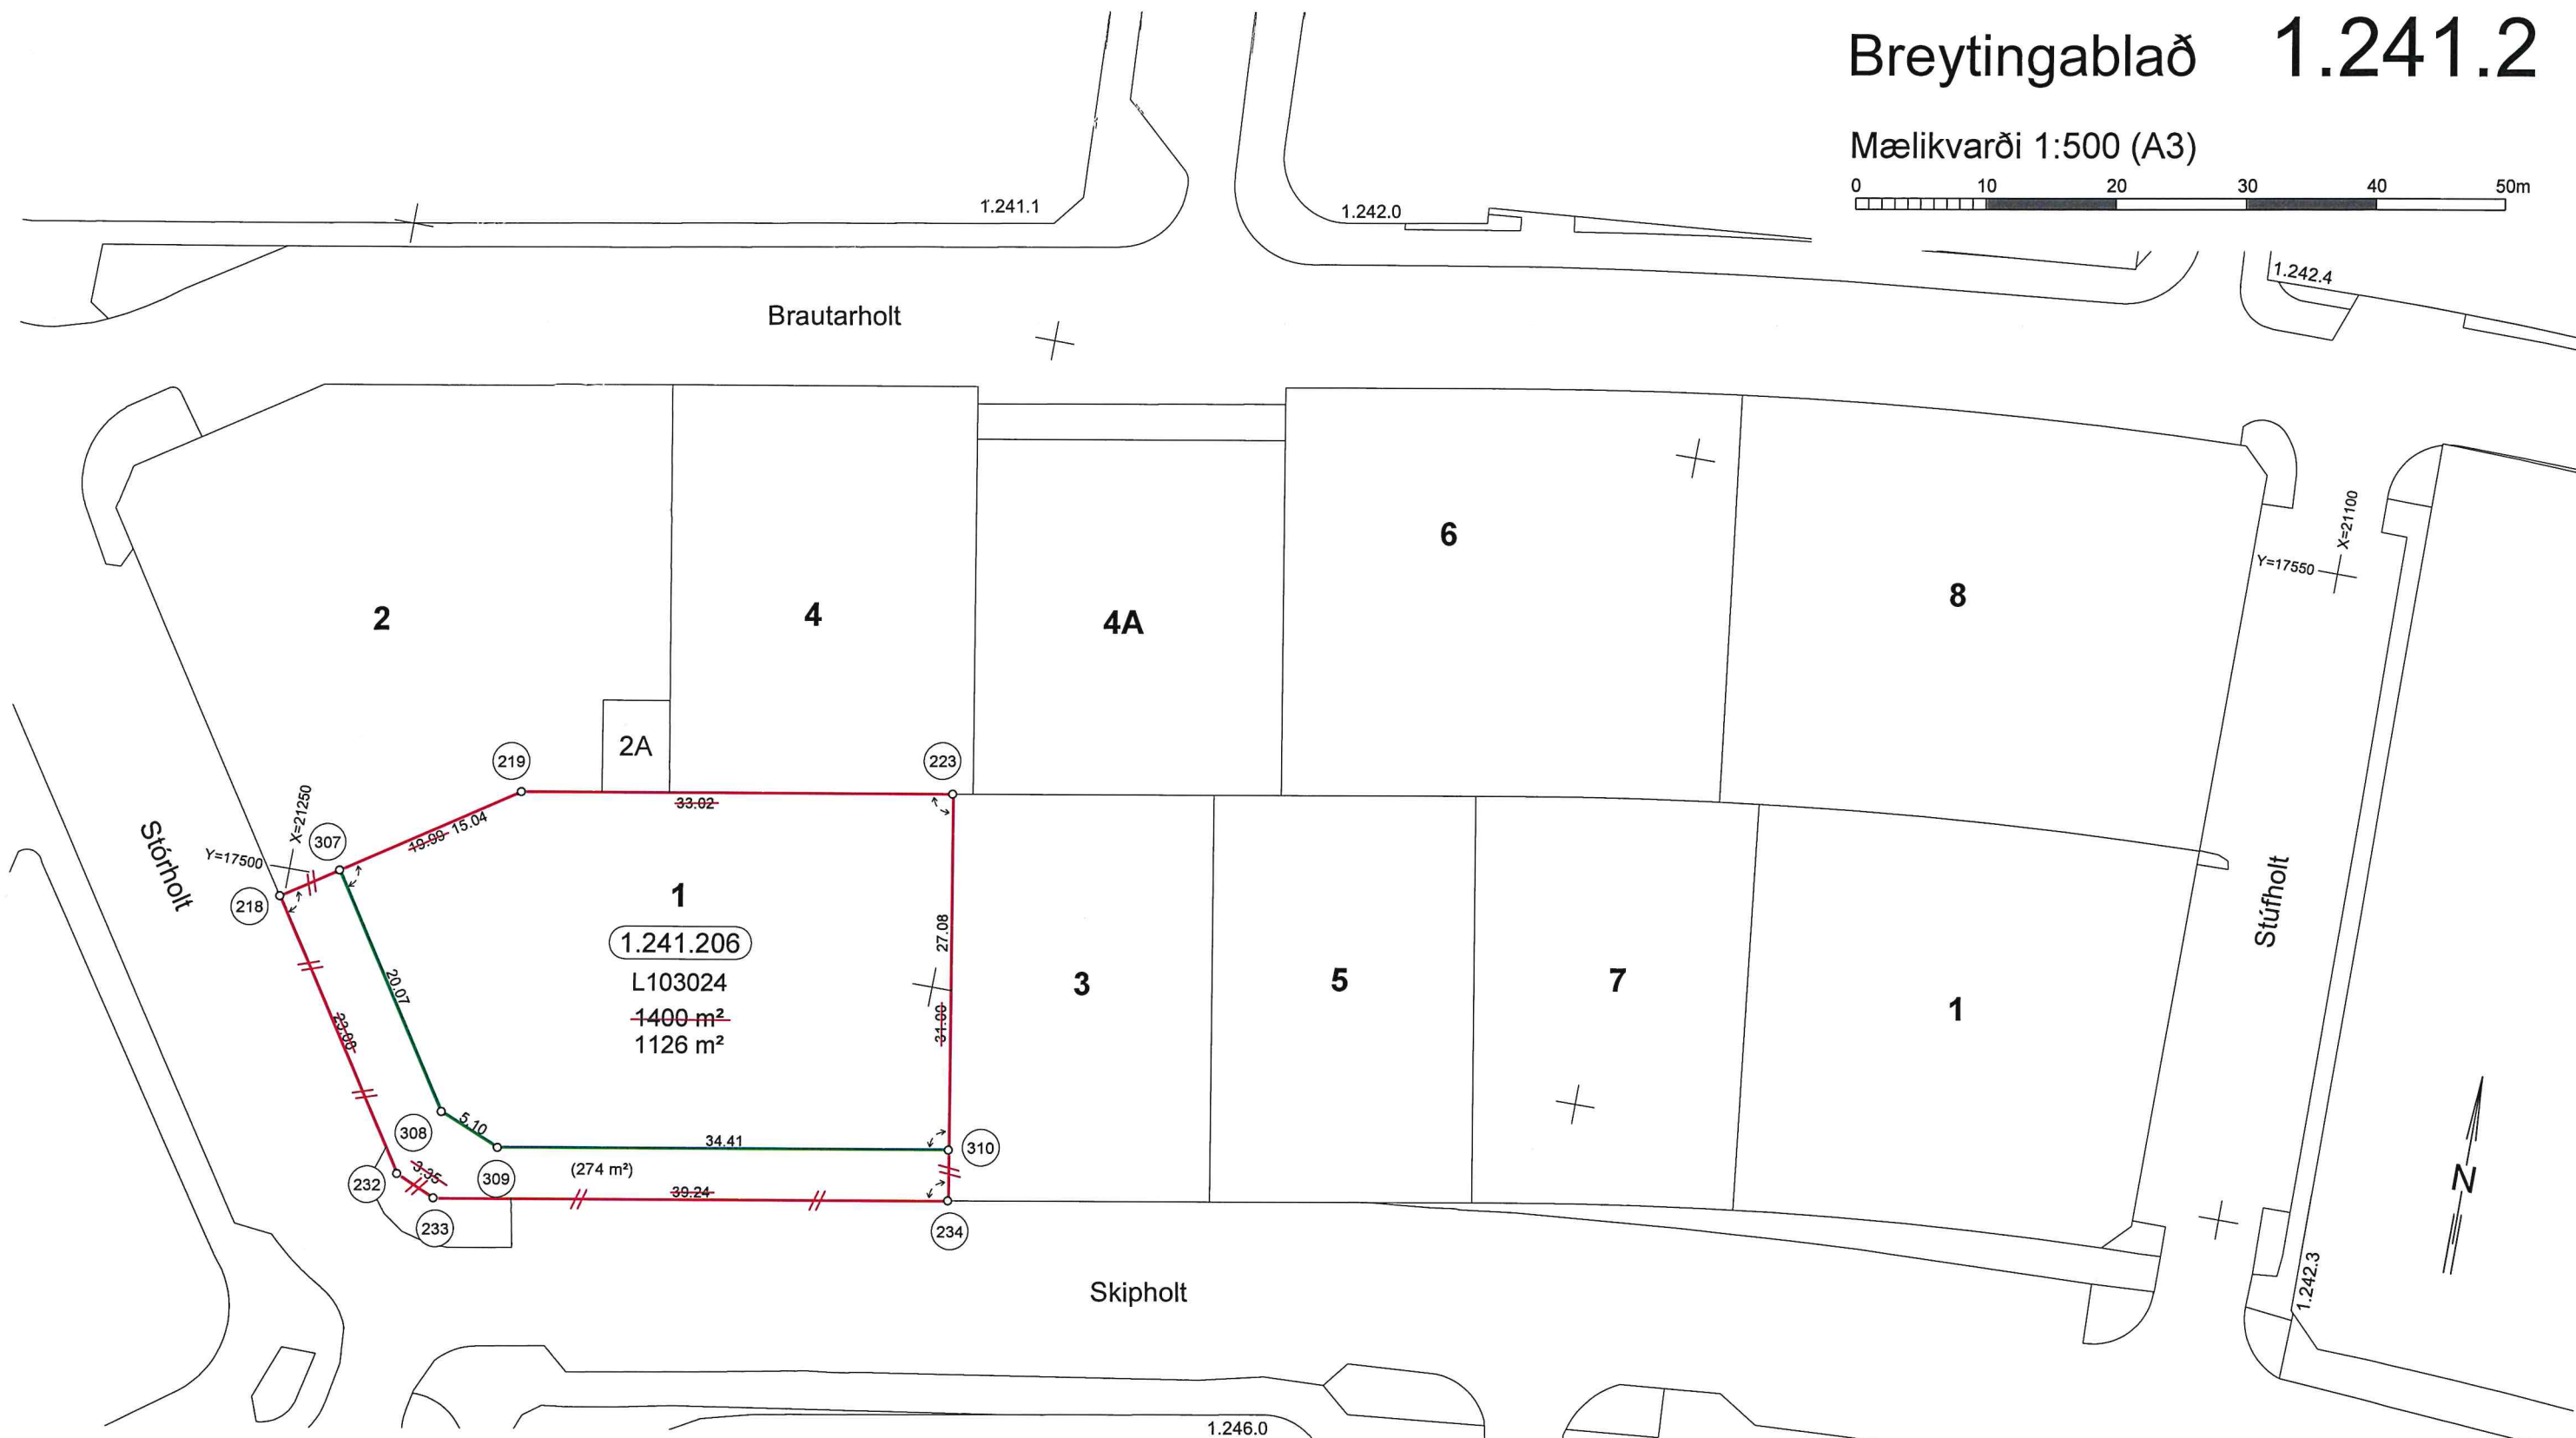 Breytingablað 1.241.2
Mælikvarði 1:500 (A3)
0 10 20 30 40 50m
1.241.1
1.242.0
1.242.4
Brautarholt
X=21100
Y=17550
2
4
4A
6
8
2A
219
223
33.02
X=21250
Y=17500
307
19.99 15.04
218
Stórholt
Stúfholt
1
1.241.206
L103024
1400 m²
1126 m²
27.08
31.00
20.07
23.08
3
5
7
1
308
5.10
34.41
310
3.35
309
(274 m²)
232
39.24
233
234
N
1.242.3
Skipholt
1.246.0